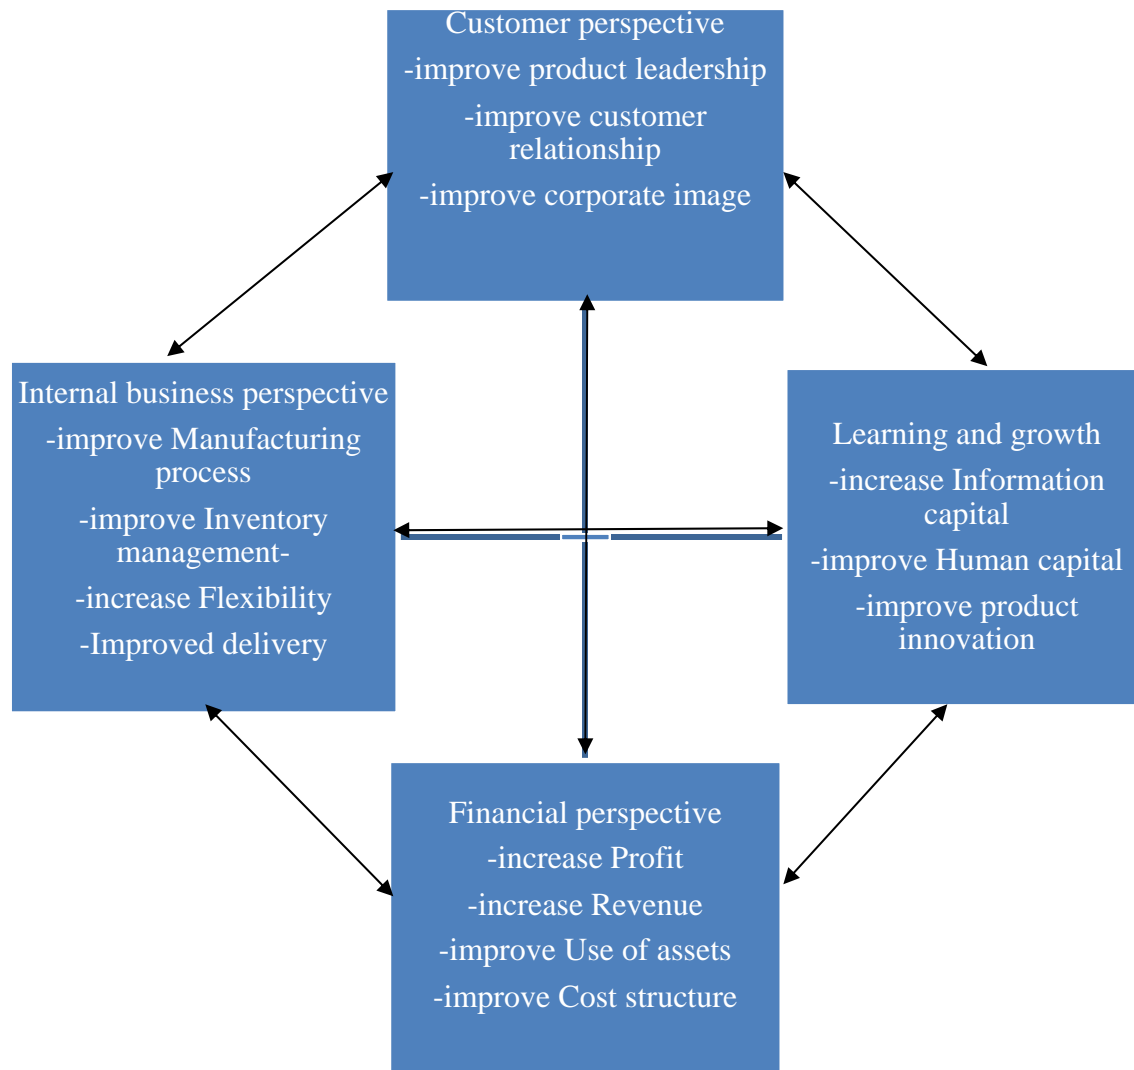 Customer perspective
-improve product leadership
-improve customer
relationship
-improve corporate image
Internal business perspective
-improve Manufacturing
process
-improve Inventory
management-
-increase Flexibility
-Improved delivery
Learning and growth
-increase Information
capital
-improve Human capital
-improve product
innovation
Financial perspective
-increase Profit
-increase Revenue
-improve Use of assets
-improve Cost structure